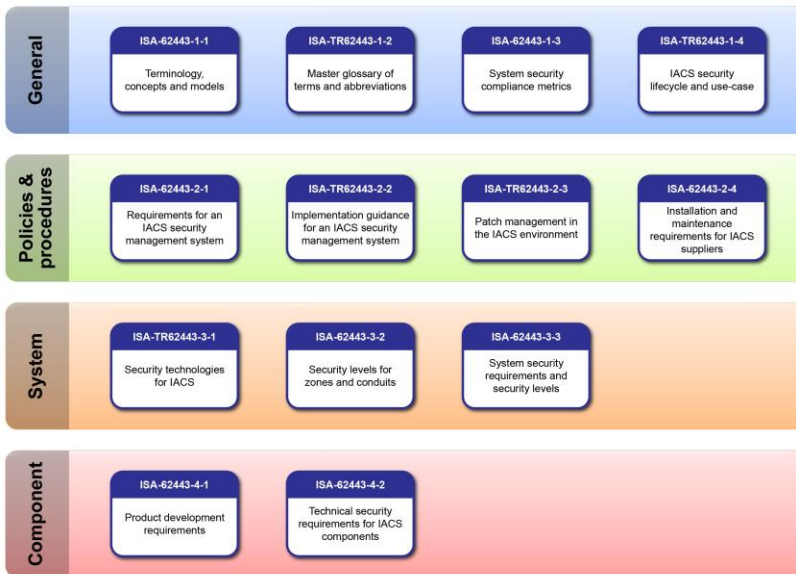 General
ISA-62443-1-1
Terminology,
concepts and models
ISA-TR62443-1-2
Master glossary of
terms and abbreviations
ISA-62443-1-3
System security
compliance metrics
ISA-TR62443-1-4
IACS security
lifecycle and use-case
Policies &
procedures
ISA-62443-2-1
Requirements for an
IACS security
management system
ISA-TR62443-2-2
Implementation guidance
for an IACS security
management system
ISA-TR62443-2-3
Patch management in
the IACS environment
ISA-62443-2-4
Installation and
maintenance
requirements for IACS
suppliers
System
ISA-TR62443-3-1
Security technologies
for IACS
ISA-62443-3-2
Security levels for
zones and conduits
ISA-62443-3-3
System security
requirements and
security levels
Component
ISA-62443-4-1
Product development
requirements
ISA-62443-4-2
Technical security
requirements for IACS
components